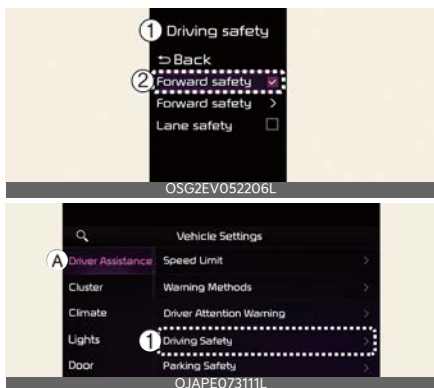 1 Driving safety
Back
2 Forward safety
Forward safety >
Lane safety
OSG2EV052206L
Vehicle Settings
A Driver Assistance Speed Limit >
Cluster Warning Methods >
Climate Driver Attention Warning >
Lights 1 Driving Safety >
Door Parking Safety >
OJAPE073111L